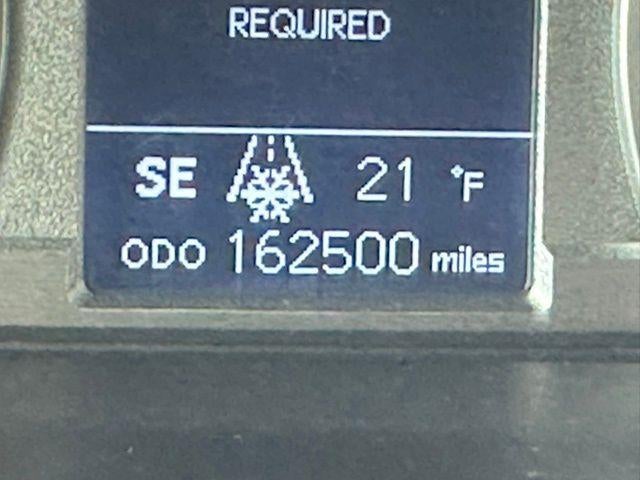 REQUIRED
SE 21 °F
ODO 162500 miles